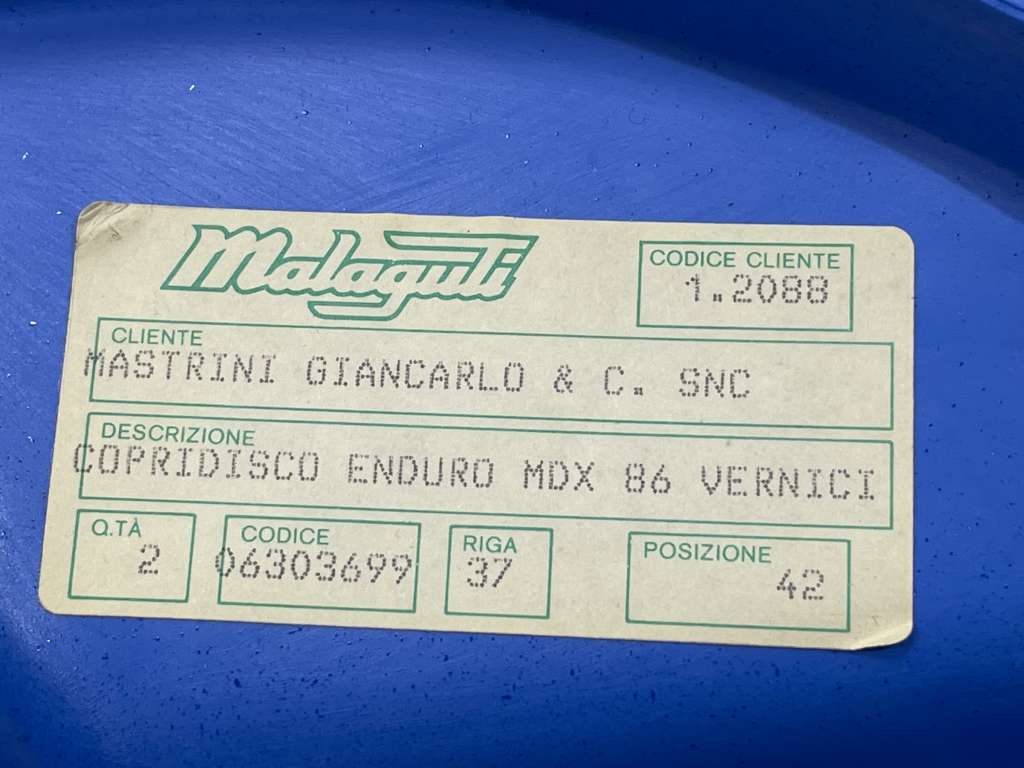 Malaguti
CODICE CLIENTE
1.2088
CLIENTE
MASTRINI GIANCARLO & C. SNC
DESCRIZIONE
COPRIDISCO ENDURO MDX 86 VERNICI
Q.TÀ
2
CODICE
06303699
RIGA
37
POSIZIONE
42